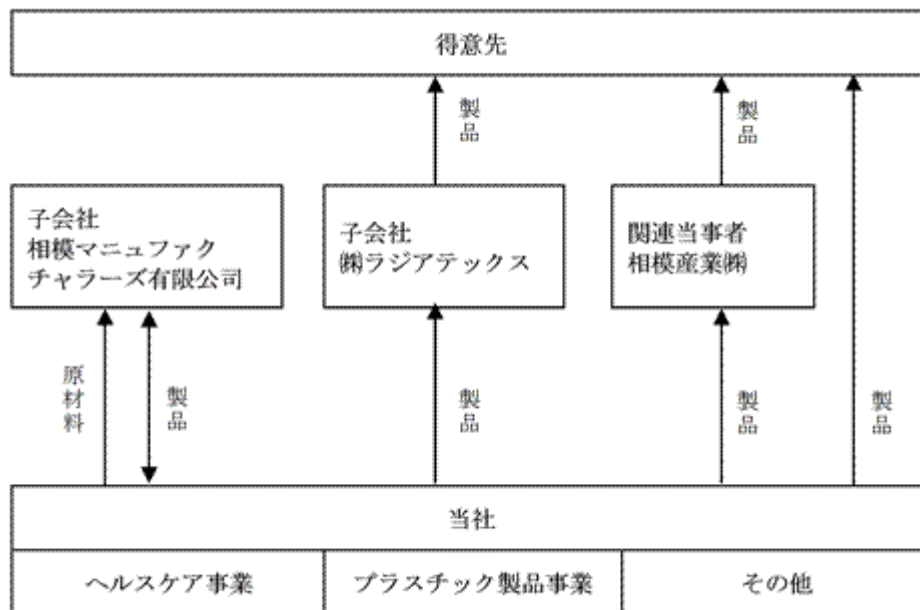 得意先
製品
製品
子会社
相模マニュファク
チャラーズ有限公司
子会社
㈱ラジアテックス
関連当事者
相模産業㈱
原材料
製品
製品
製品
製品
当社
ヘルスケア事業
プラスチック製品事業
その他